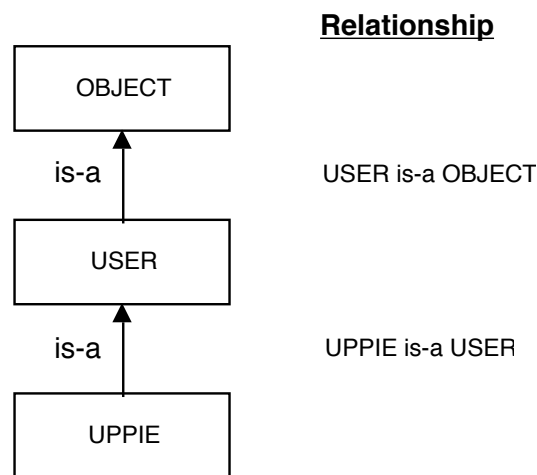 Relationship
OBJECT
is-a
USER is-a OBJECT
USER
is-a
UPPIE is-a USER
UPPIE